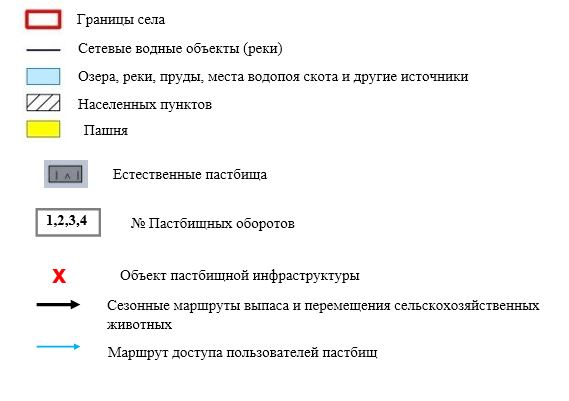 Границы села
Сетевые водные объекты (реки)
Озера, реки, пруды, места водопоя скота и другие источники
Населенных пунктов
Пашня
Естественные пастбища
1,2,3,4 № Пастбищных оборотов
X Объект пастбищной инфраструктуры
Сезонные маршруты выпаса и перемещения сельскохозяйственных
животных
Маршрут доступа пользователей пастбищ